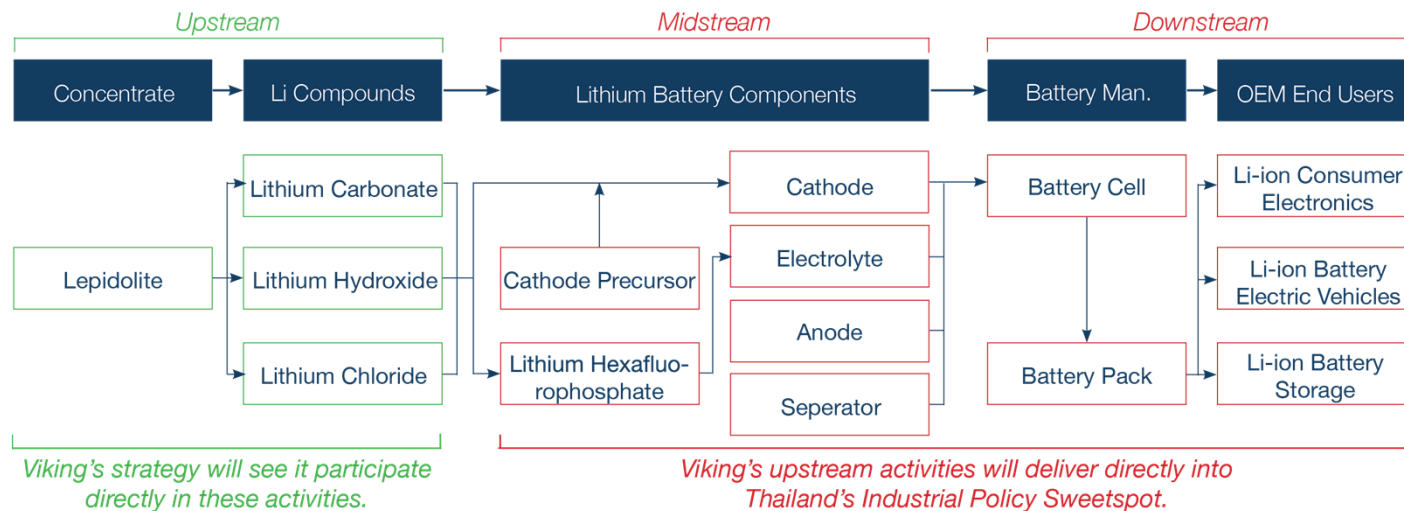 Upstream
Midstream
Downstream
Concentrate
Li Compounds
Lithium Battery Components
Battery Man.
OEM End Users
Lepidolite
Lithium Carbonate
Lithium Hydroxide
Lithium Chloride
Cathode Precursor
Lithium Hexafluo-
rophosphate
Cathode
Electrolyte
Anode
Seperator
Battery Cell
Battery Pack
Li-ion Consumer
Electronics
Li-ion Battery
Electric Vehicles
Li-ion Battery
Storage
Viking’s strategy will see it participate
directly in these activities.
Viking’s upstream activities will deliver directly into
Thailand’s Industrial Policy Sweetspot.